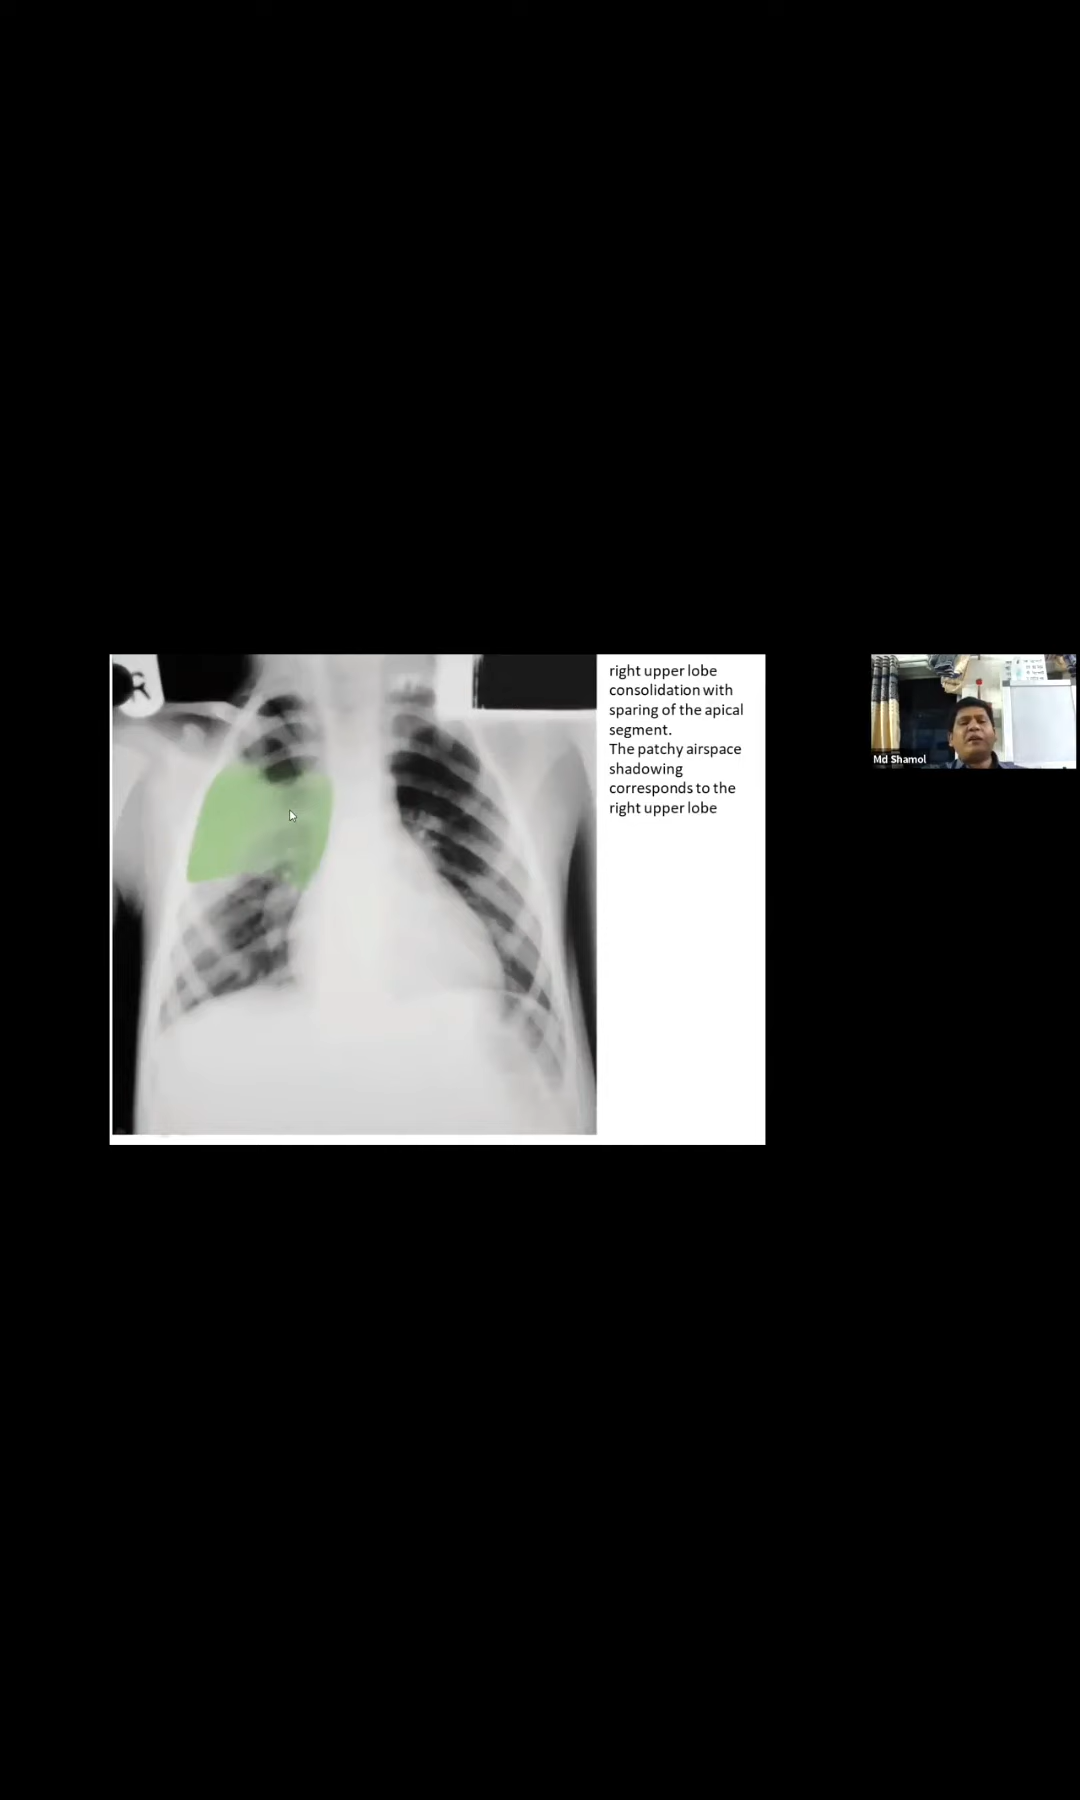 R
right upper lobe
consolidation with
sparing of the apical
segment.
The patchy airspace
shadowing
corresponds to the
right upper lobe
Md Shamol